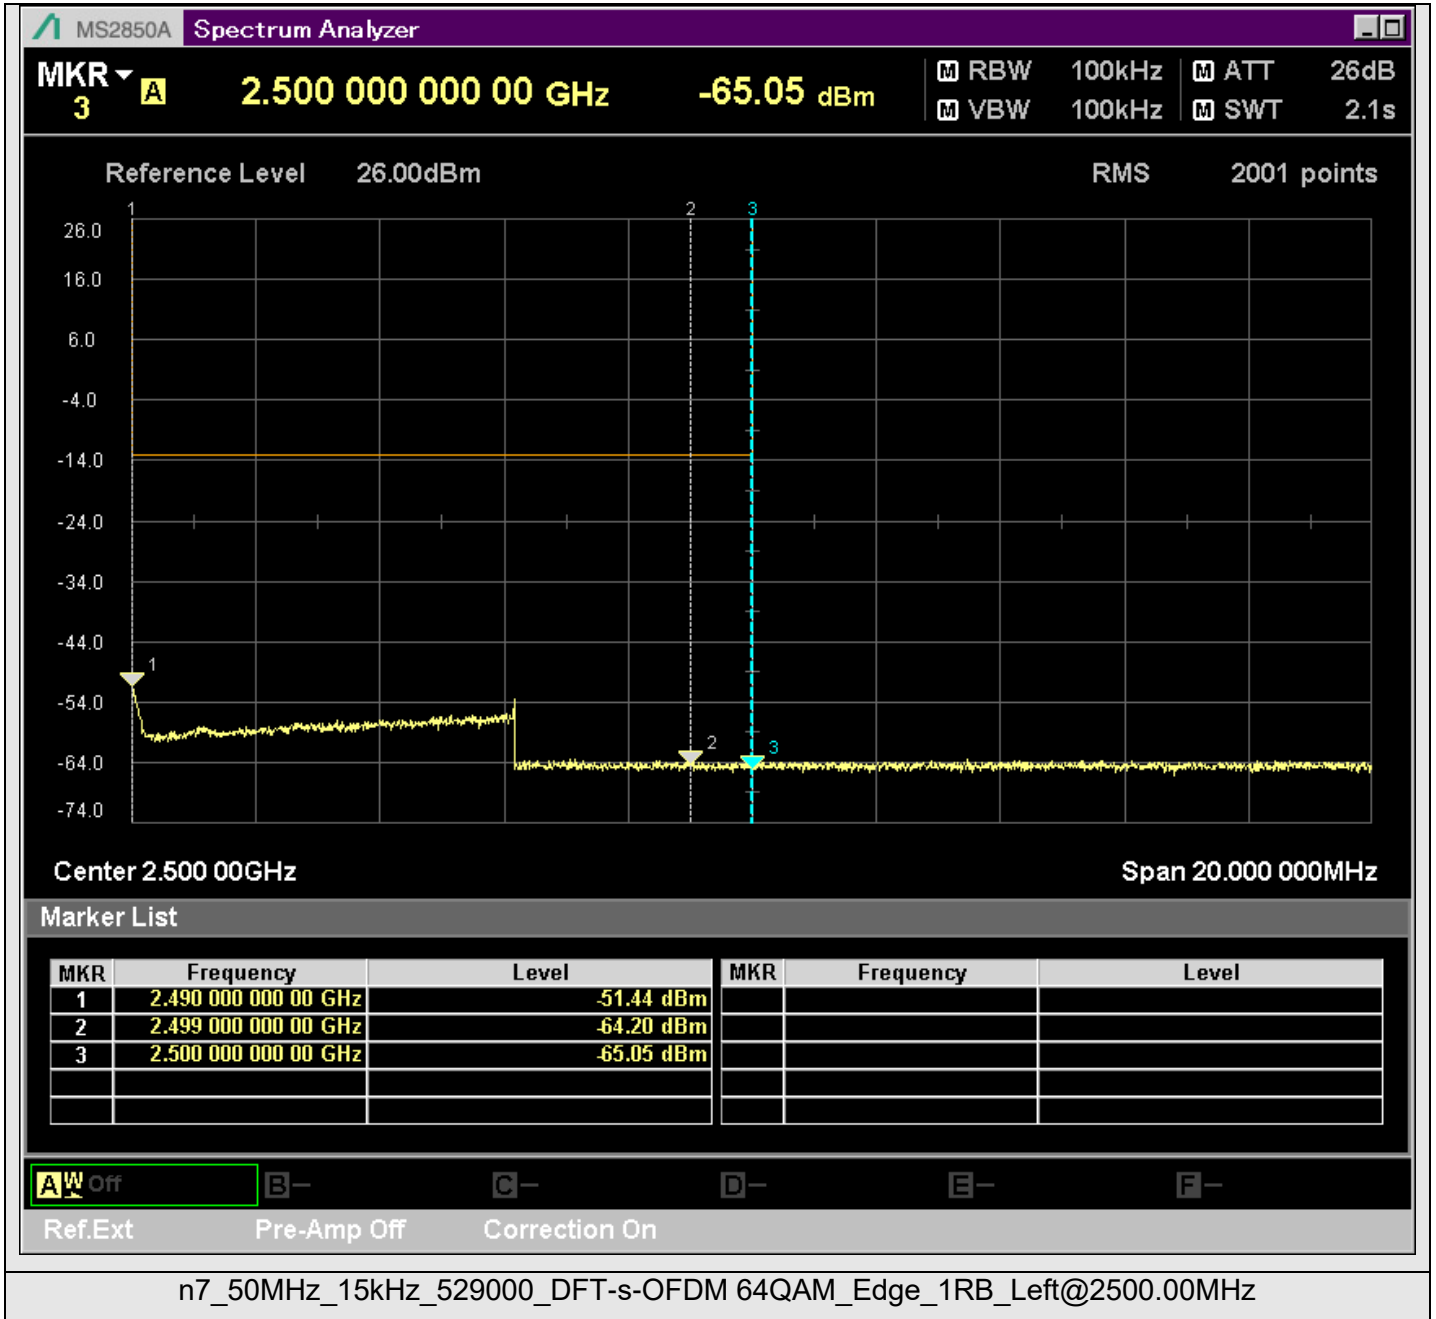 MS2850A Spectrum Analyzer
MKR 3 A 2.500 000 000 00 GHz -65.05 dBm
M RBW 100kHz M ATT 26dB
M VBW 100kHz M SWT 2.1s
Reference Level 26.00dBm RMS 2001 points
1 2 3
26.0
16.0
6.0
-4.0
-14.0
-24.0
-34.0
-44.0
1
-54.0
2 3
-64.0
-74.0
Center 2.500 00GHz Span 20.000 000MHz
Marker List
MKR Frequency Level MKR Frequency Level
1 2.490 000 000 00 GHz -51.44 dBm
2 2.499 000 000 00 GHz -64.20 dBm
3 2.500 000 000 00 GHz -65.05 dBm
A W Off B- C- D- E- F-
Ref.Ext Pre-Amp Off Correction On
n7_50MHz_15kHz_529000_DFT-s-OFDM 64QAM_Edge_1RB_Left@2500.00MHz